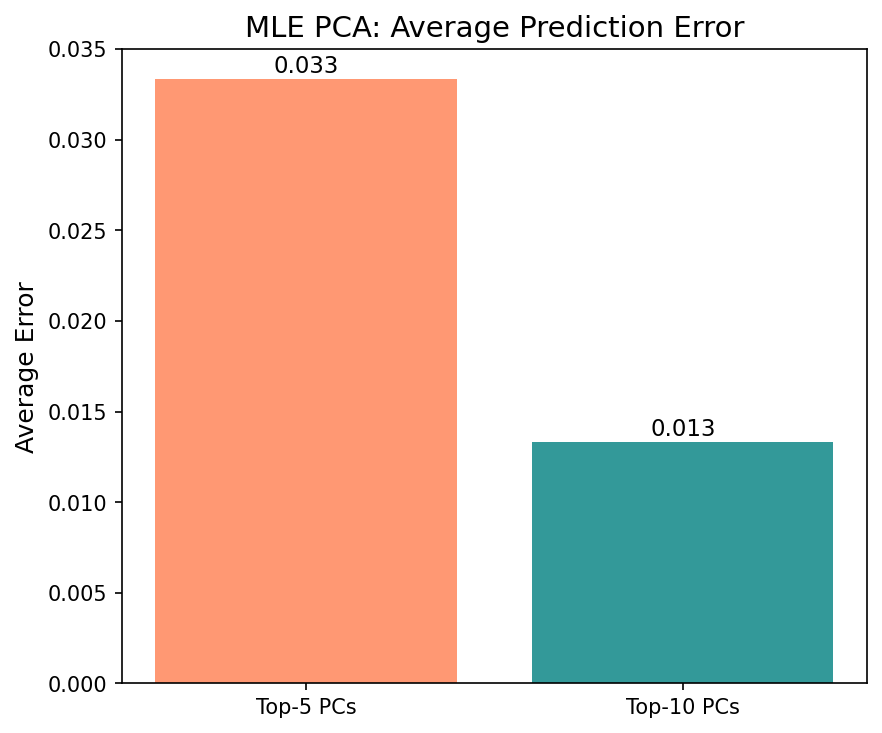 MLE PCA: Average Prediction Error
0.035
0.030
0.025
0.020
0.015
0.010
0.005
0.000
Average Error
0.033
0.013
Top-5 PCs
Top-10 PCs